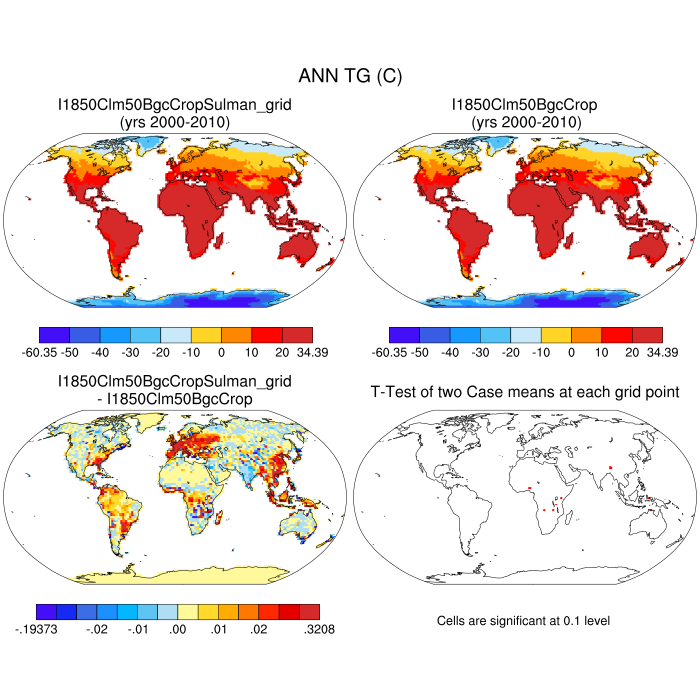 ANN TG (C)
I1850Clm50BgcCropSulman_grid
(yrs 2000-2010)
I1850Clm50BgcCrop
(yrs 2000-2010)
-60.35 -50 -40 -30 -20 -10 0 10 20 34.39
-60.35 -50 -40 -30 -20 -10 0 10 20 34.39
I1850Clm50BgcCropSulman_grid
- I1850Clm50BgcCrop
T-Test of two Case means at each grid point
-.19373 -.02 -.01 .00 .01 .02 .3208
Cells are significant at 0.1 level